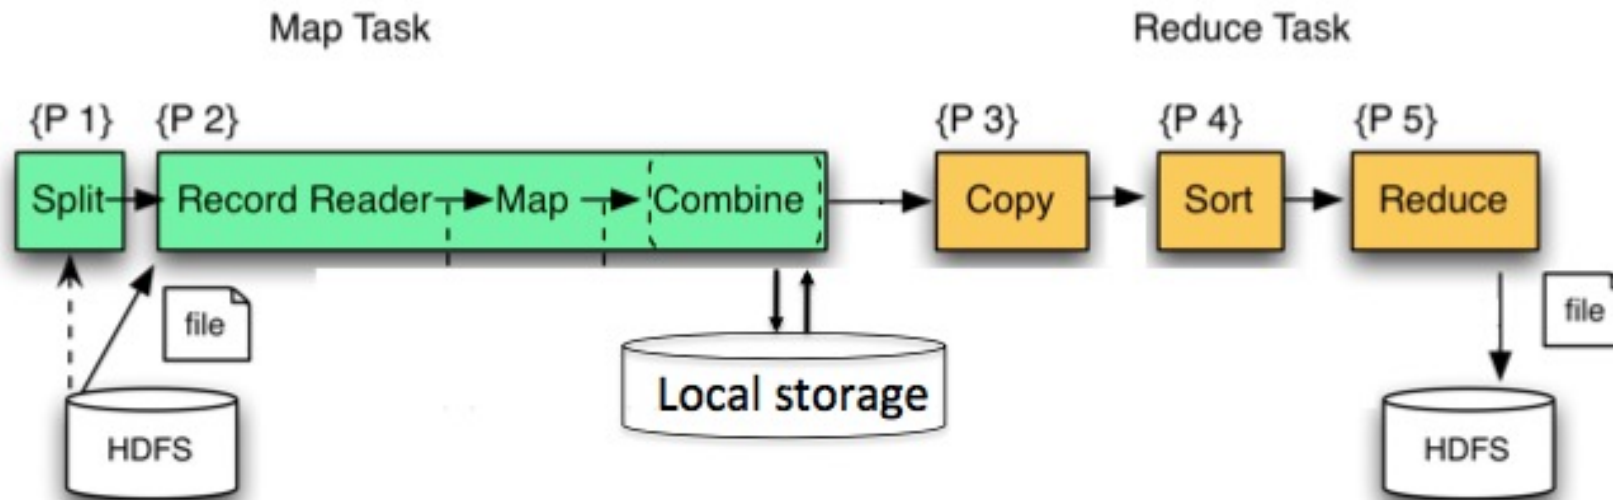 Map Task Reduce Task
{P 1} {P 2} {P 3} {P 4} {P 5}
Split Record Reader Map Combine Copy Sort Reduce
file file
Local storage
HDFS HDFS